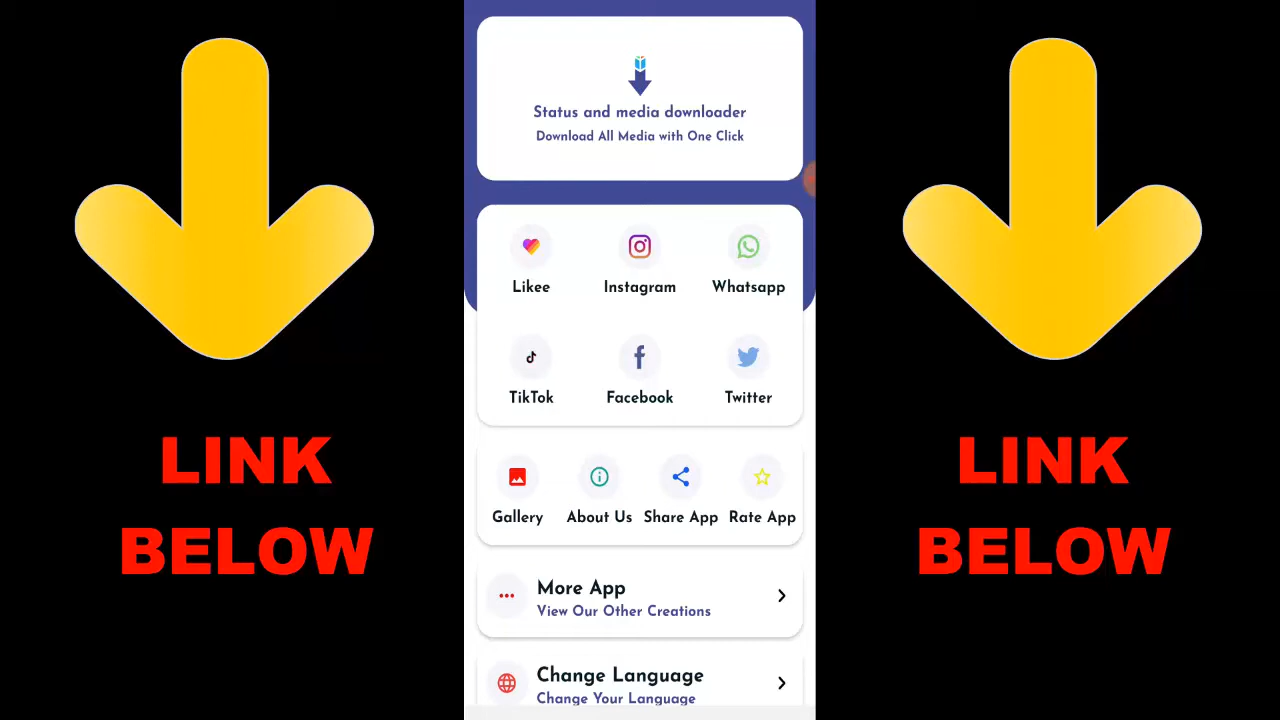 Status and media downloader
Download All Media with One Click
Likee
Instagram
Whatsapp
TikTok
Facebook
Twitter
Gallery
About Us
Share App
Rate App
More App
View Our Other Creations
Change Language
Change Your Language
LINK
BELOW
LINK
BELOW